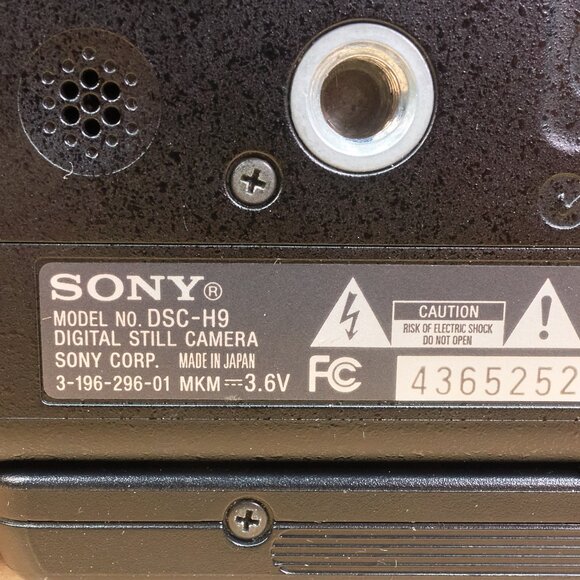 SONY®
MODEL NO. DSC-H9
DIGITAL STILL CAMERA
SONY CORP. MADE IN JAPAN
3-196-296-01 MKM⎓3.6V
FC
CAUTION
RISK OF ELECTRIC SHOCK
DO NOT OPEN
!
4365252